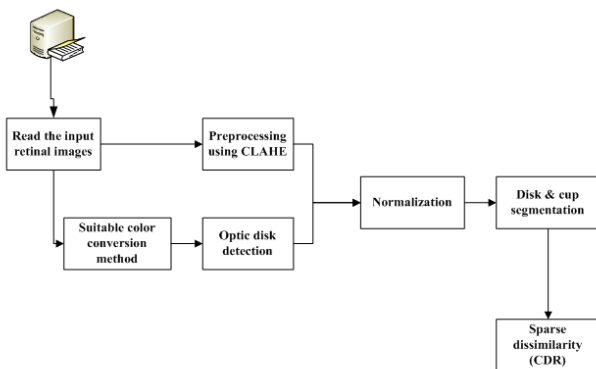 Read the input
retinal images
Preprocessing
using CLAHE
Suitable color
conversion
method
Optic disk
detection
Normalization
Disk & cup
segmentation
Sparse
dissimilarity
(CDR)